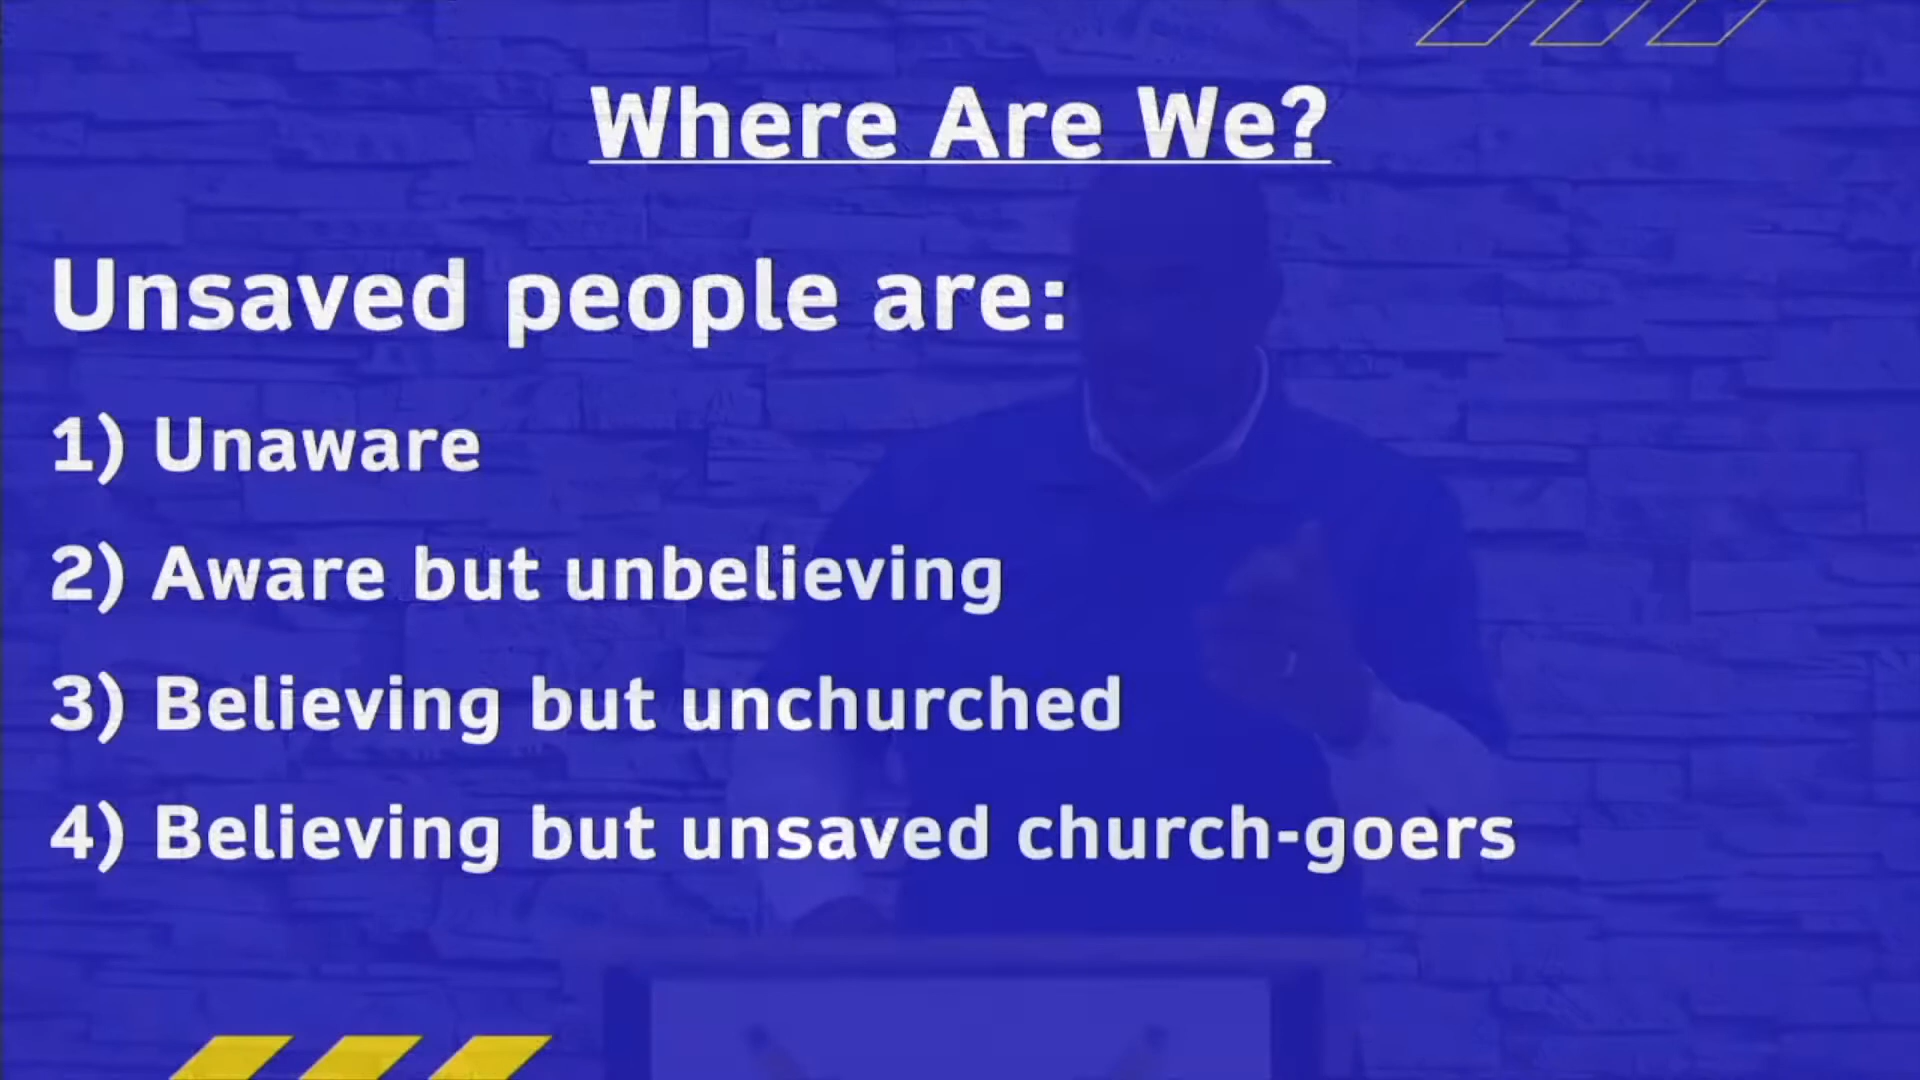 Where Are We?
Unsaved people are:
1) Unaware
2) Aware but unbelieving
3) Believing but unchurched
4) Believing but unsaved church-goers